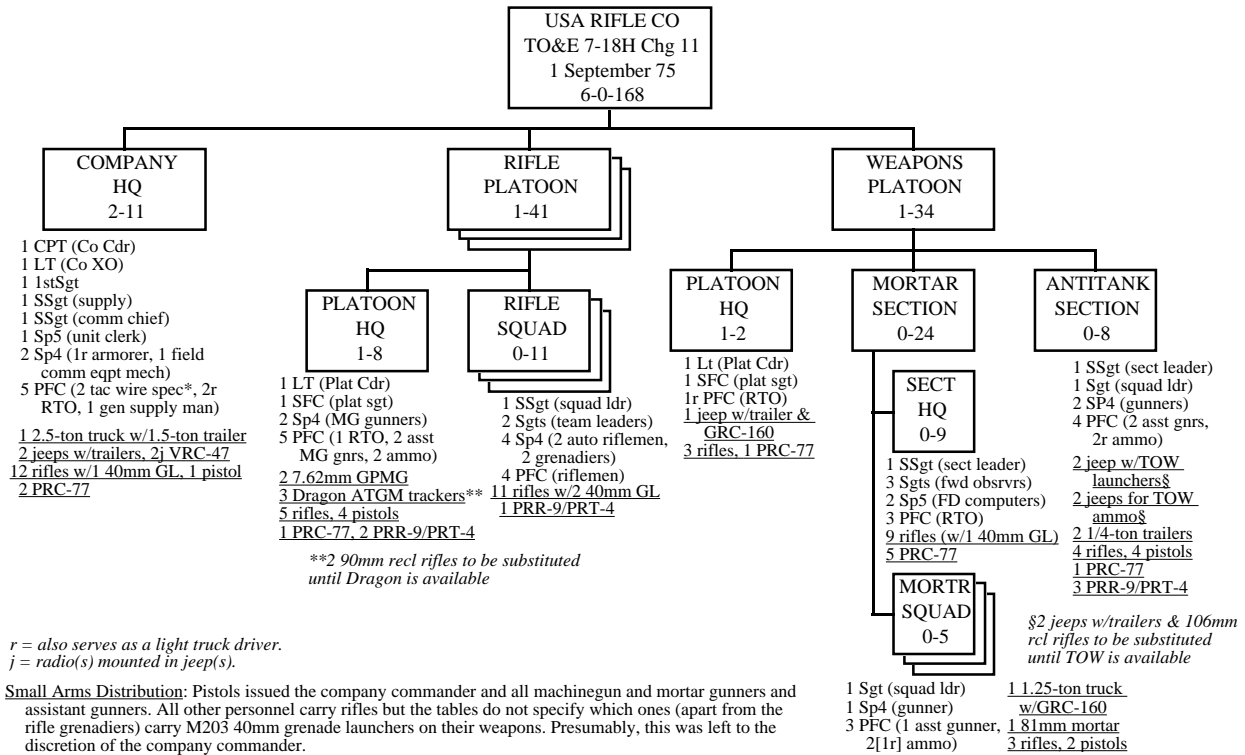 USA RIFLE CO
TO&E 7-18H Chg 11
1 September 75
6-0-168
COMPANY
HQ
2-11
1 CPT (Co Cdr)
1 LT (Co XO)
1 1stSgt
1 SSgt (supply)
1 SSgt (comm chief)
1 Sp5 (unit clerk)
2 Sp4 (1r armorer, 1 field
comm eqpt mech)
5 PFC (2 tac wire spec*, 2r
RTO, 1 gen supply man)
1 2.5-ton truck w/1.5-ton trailer
2 jeeps w/trailers, 2j VRC-47
12 rifles w/1 40mm GL, 1 pistol
2 PRC-77
RIFLE
PLATOON
1-41
PLATOON
HQ
1-8
1 LT (Plat Cdr)
1 SFC (plat sgt)
2 Sp4 (MG gunners)
5 PFC (1 RTO, 2 asst
MG gnrs, 2 ammo)
2 7.62mm GPMG
3 Dragon ATGM trackers**
5 rifles, 4 pistols
1 PRC-77, 2 PRR-9/PRT-4
**2 90mm recl rifles to be substituted
until Dragon is available
RIFLE
SQUAD
0-11
1 SSgt (squad ldr)
2 Sgts (team leaders)
4 Sp4 (2 auto riflemen,
2 grenadiers)
4 PFC (riflemen)
11 rifles w/2 40mm GL
1 PRR-9/PRT-4
WEAPONS
PLATOON
1-34
PLATOON
HQ
1-2
1 Lt (Plat Cdr)
1 SFC (plat sgt)
1r PFC (RTO)
1 jeep w/trailer &
GRC-160
3 rifles, 1 PRC-77
MORTAR
SECTION
0-24
SECT
HQ
0-9
1 SSgt (sect leader)
3 Sgts (fwd obsrvrs)
2 Sp5 (FD computers)
3 PFC (RTO)
9 rifles (w/1 40mm GL)
5 PRC-77
MORTR
SQUAD
0-5
1 Sgt (squad ldr)
1 Sp4 (gunner)
3 PFC (1 asst gunner,
2[1r] ammo)
1 1.25-ton truck
w/GRC-160
1 81mm mortar
3 rifles, 2 pistols
ANTITANK
SECTION
0-8
1 SSgt (sect leader)
1 Sgt (squad ldr)
2 SP4 (gunners)
4 PFC (2 asst gnrs,
2r ammo)
2 jeep w/TOW
launchers§
2 jeeps for TOW
ammo§
2 1/4-ton trailers
4 rifles, 4 pistols
1 PRC-77
3 PRR-9/PRT-4
§2 jeeps w/trailers & 106mm
rcl rifles to be substituted
until TOW is available
r = also serves as a light truck driver.
j = radio(s) mounted in jeep(s).
Small Arms Distribution: Pistols issued the company commander and all machinegun and mortar gunners and
assistant gunners. All other personnel carry rifles but the tables do not specify which ones (apart from the
rifle grenadiers) carry M203 40mm grenade launchers on their weapons. Presumably, this was left to the
discretion of the company commander.